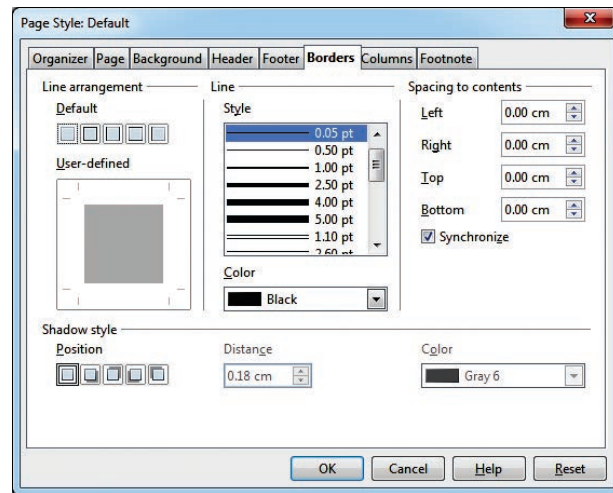 Page Style: Default
Organizer Page Background Header Footer Borders Columns Footnote
Line arrangement
Default
User-defined
Line
Style
0.05 pt
0.50 pt
1.00 pt
2.50 pt
4.00 pt
5.00 pt
1.10 pt
2.60 pt
Color
Black
Spacing to contents
Left 0.00 cm
Right 0.00 cm
Top 0.00 cm
Bottom 0.00 cm
Synchronize
Shadow style
Position
Distance
0.18 cm
Color
Gray 6
OK Cancel Help Reset